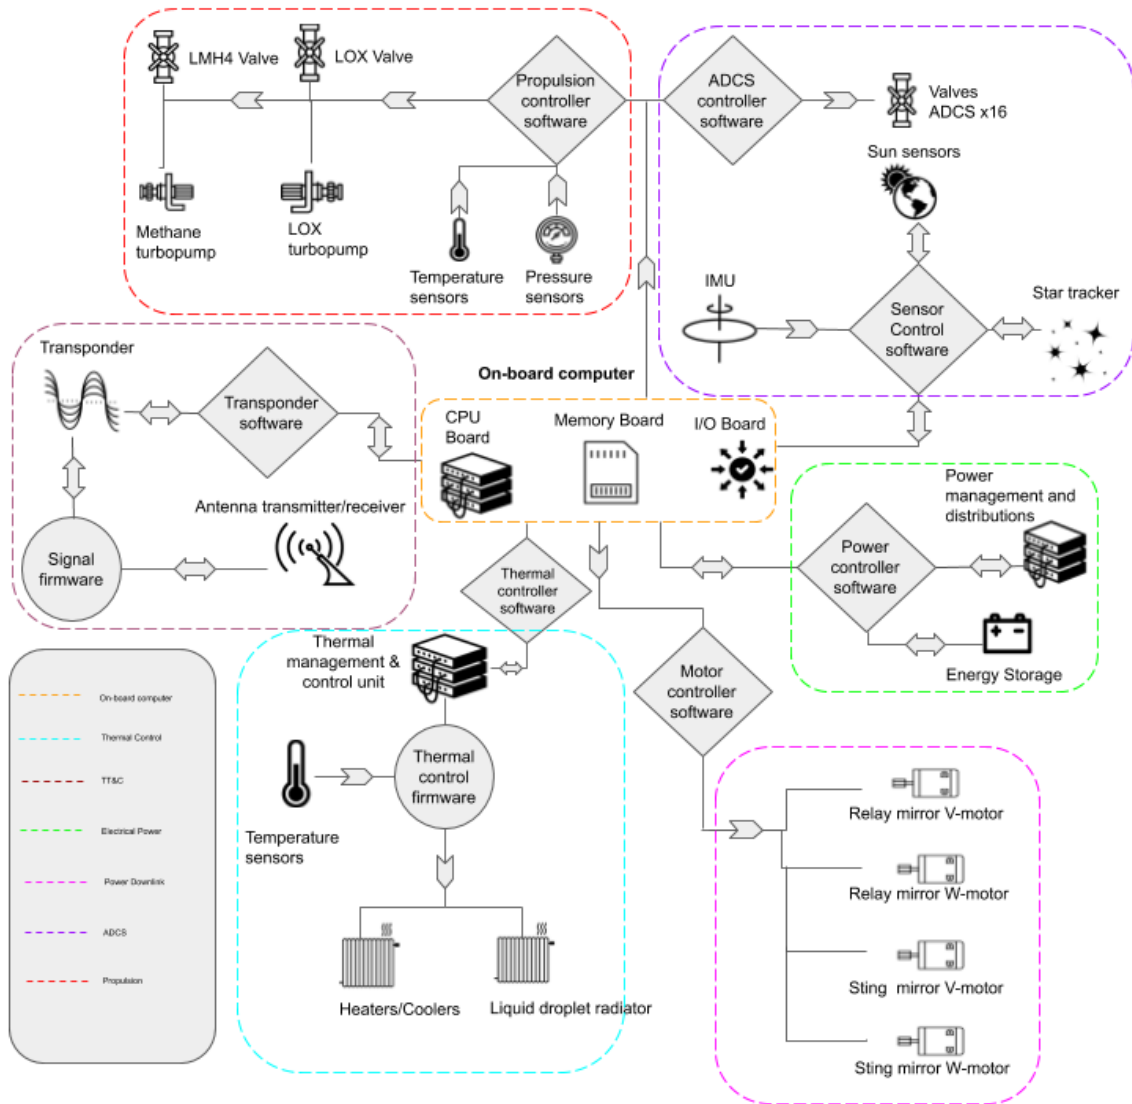 LMH4 Valve
LOX Valve
Propulsion
controller
software
ADCS
controller
software
Valves
ADCS x16
Sun sensors
Methane
turbopump
LOX
turbopump
Temperature
sensors
Pressure
sensors
IMU
Sensor
Control
software
Star tracker
Transponder
Transponder
software
On-board computer
CPU
Board
Memory Board
I/O Board
Antenna transmitter/receiver
Signal
firmware
Power
management and
distributions
Power
controller
software
Energy Storage
Thermal
controller
software
Thermal
management &
control unit
Motor
controller
software
Thermal
control
firmware
Temperature
sensors
Heaters/Coolers
Liquid droplet radiator
Relay mirror V-motor
Relay mirror W-motor
Sting mirror V-motor
Sting mirror W-motor
On-board computer
Thermal Control
TT&C
Electrical Power
Power Downlink
ADCS
Propulsion